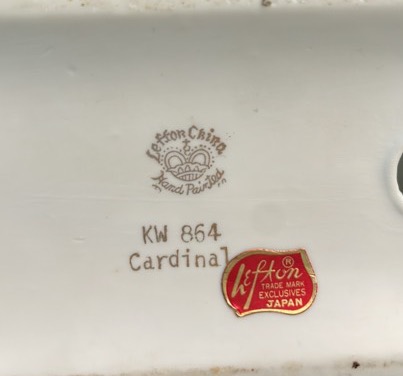 Lefton China
Hand Painted
KW 864
Cardinal
Lefton ®
TRADE MARK
EXCLUSIVES
JAPAN